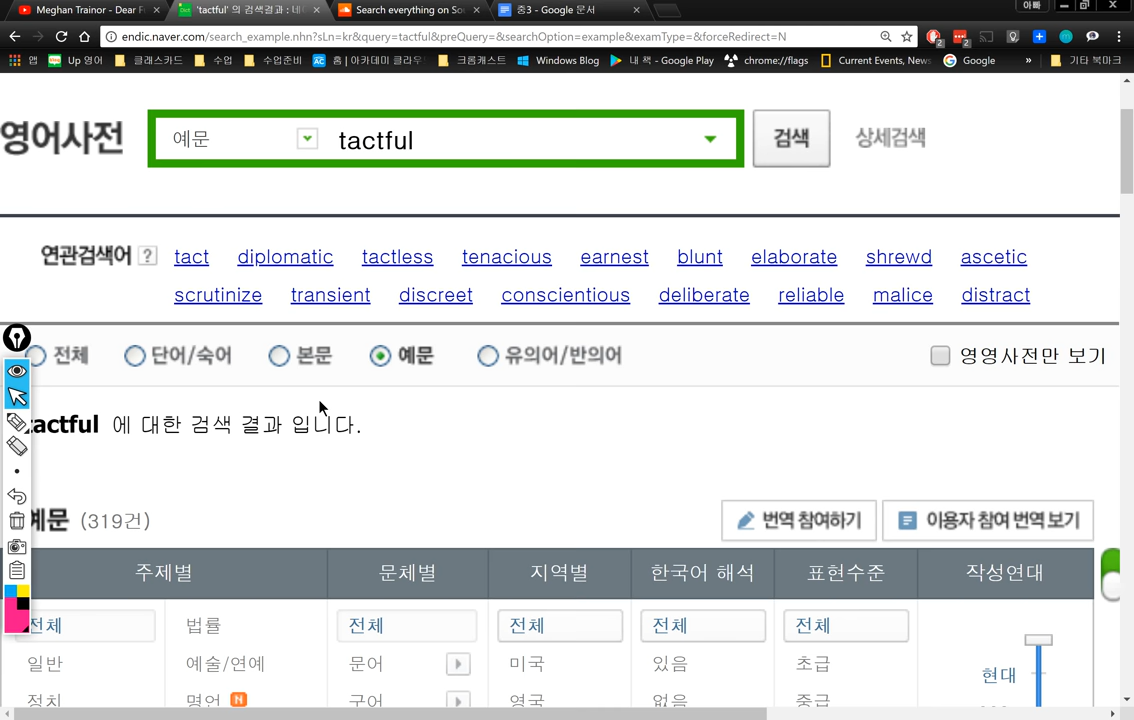 Meghan Trainor - Dear F
'tactful' 의 검색결과 : 네
Search everything on So
중3 - Google 문서
아빠
endic.naver.com/search_example.nhn?sLn=kr&query=tactful&preQuery=&searchOption=example&examType=&forceRedirect=N
앱 Up 영어 클래스카드 수업 수업준비 홈 | 아카데미 클라우 크롬캐스트 Windows Blog 내 책 - Google Play chrome://flags Current Events, News Google » 기타 북마크
영어사전 예문 tactful 검색 상세검색
연관검색어 ? tact diplomatic tactless tenacious earnest blunt elaborate shrewd ascetic
scrutinize transient discreet conscientious deliberate reliable malice distract
전체 단어/숙어 본문 예문 유의어/반의어 영영사전만 보기
tactful 에 대한 검색 결과 입니다.
예문 (319건) 번역 참여하기 이용자 참여 번역 보기
주제별 문체별 지역별 한국어 해석 표현수준 작성연대
전체 법률 전체 전체 전체 전체
일반 예술/연예 문어 미국 있음 초급
현대
정치 명언 N 구어 영국 없음 중급